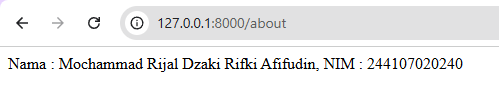 127.0.0.1:8000/about
Nama : Mochammad Rijal Dzaki Rifki Afifudin, NIM : 244107020240